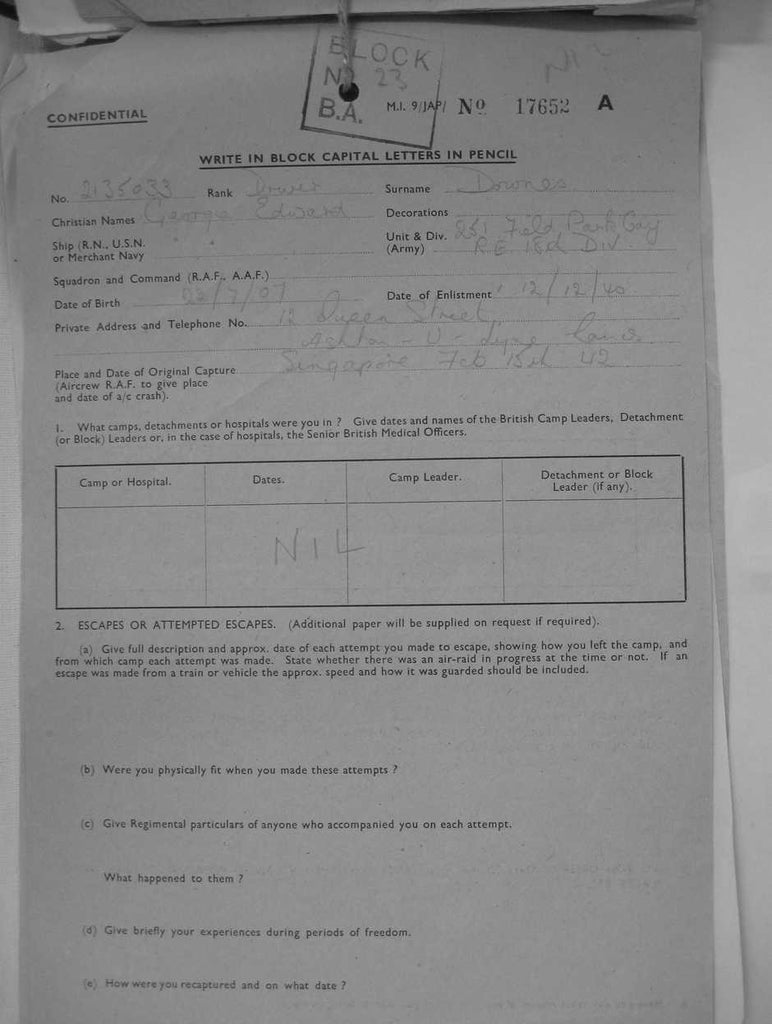 BLOCK
No 23
B.A.
NIL
CONFIDENTIAL
M.I. 9/JAP/ No 17652 A
WRITE IN BLOCK CAPITAL LETTERS IN PENCIL
No. 2135033 Rank Driver Surname Downes
Christian Names George Edward Decorations
Ship (R.N., U.S.N. or Merchant Navy Unit & Div. (Army) 251 Field Park Coy
R.E 18th DIV
Squadron and Command (R.A.F., A.A.F.)
Date of Birth 23/7/07 Date of Enlistment 12/12/40
Private Address and Telephone No. 12 Queen Street,
Ashton-U-Lyne Lancs
Place and Date of Original Capture Singapore Feb 15th 42
(Aircrew R.A.F. to give place
and date of a/c crash).
1. What camps, detachments or hospitals were you in ? Give dates and names of the British Camp Leaders, Detachment
(or Block) Leaders or, in the case of hospitals, the Senior British Medical Officers.
Camp or Hospital. Dates. Camp Leader. Detachment or Block
Leader (if any).
NIL
2. ESCAPES OR ATTEMPTED ESCAPES. (Additional paper will be supplied on request if required).
(a) Give full description and approx. date of each attempt you made to escape, showing how you left the camp, and
from which camp each attempt was made. State whether there was an air-raid in progress at the time or not. If an
escape was made from a train or vehicle the approx. speed and how it was guarded should be included.
(b) Were you physically fit when you made these attempts ?
(c) Give Regimental particulars of anyone who accompanied you on each attempt.
What happened to them ?
(d) Give briefly your experiences during periods of freedom.
(e) How were you recaptured and on what date ?